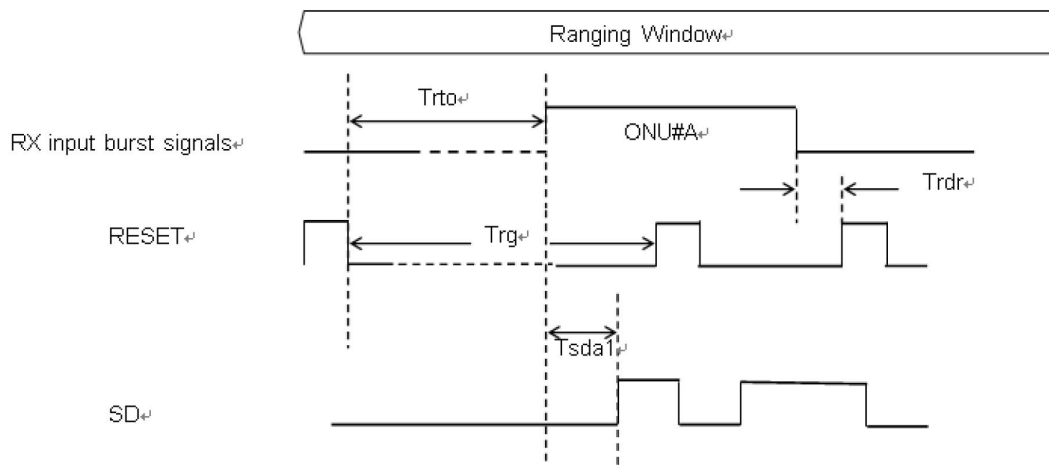 Ranging Window↵
Trto↵
RX input burst signals↵
ONU#A↵
Trdr↵
RESET↵
Trg↵
Tsda1↵
SD↵